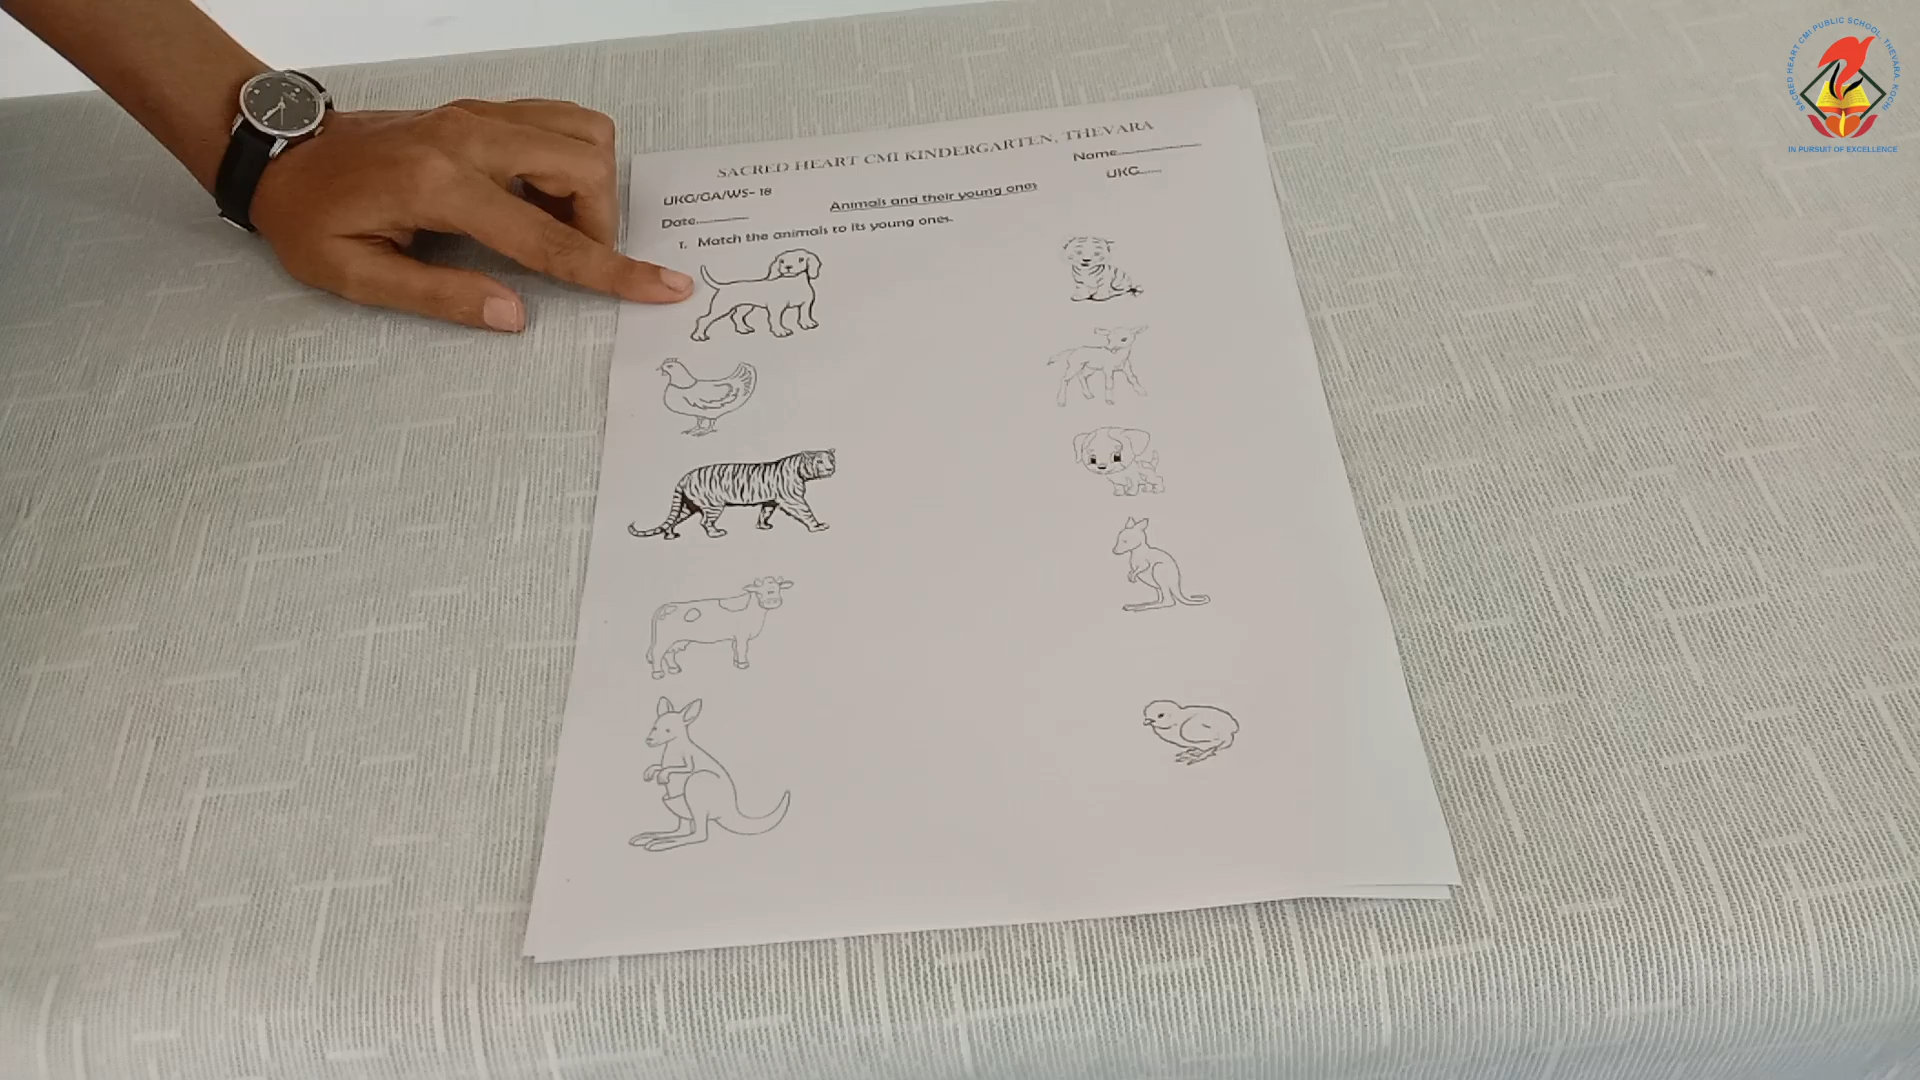 SACRED HEART CMI KINDERGARTEN, THEVARA
Name..................
UKG/GA/WS- 18
UKG......
Animals and their young ones
Date..............
1. Match the animals to its young ones.
SACRED HEART CMI PUBLIC SCHOOL, THEVARA, KOCHI
IN PURSUIT OF EXCELLENCE